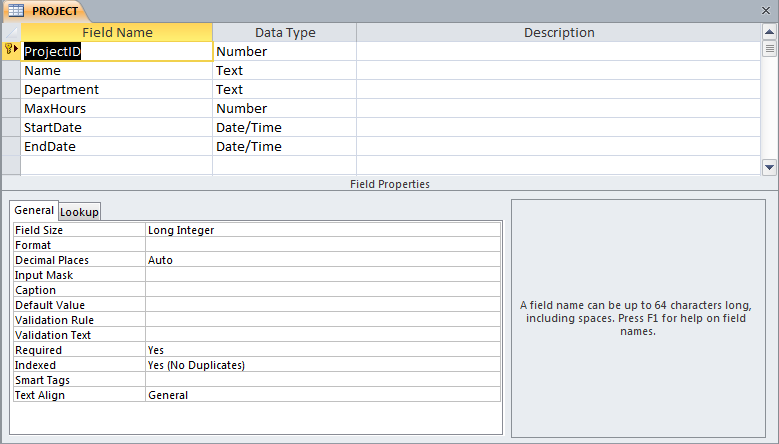 PROJECT
Field Name Data Type Description
ProjectID Number
Name Text
Department Text
MaxHours Number
StartDate Date/Time
EndDate Date/Time
Field Properties
General Lookup
Field Size Long Integer
Format
Decimal Places Auto
Input Mask
Caption
Default Value
Validation Rule
Validation Text
Required Yes
Indexed Yes (No Duplicates)
Smart Tags
Text Align General
A field name can be up to 64 characters long,
including spaces. Press F1 for help on field
names.